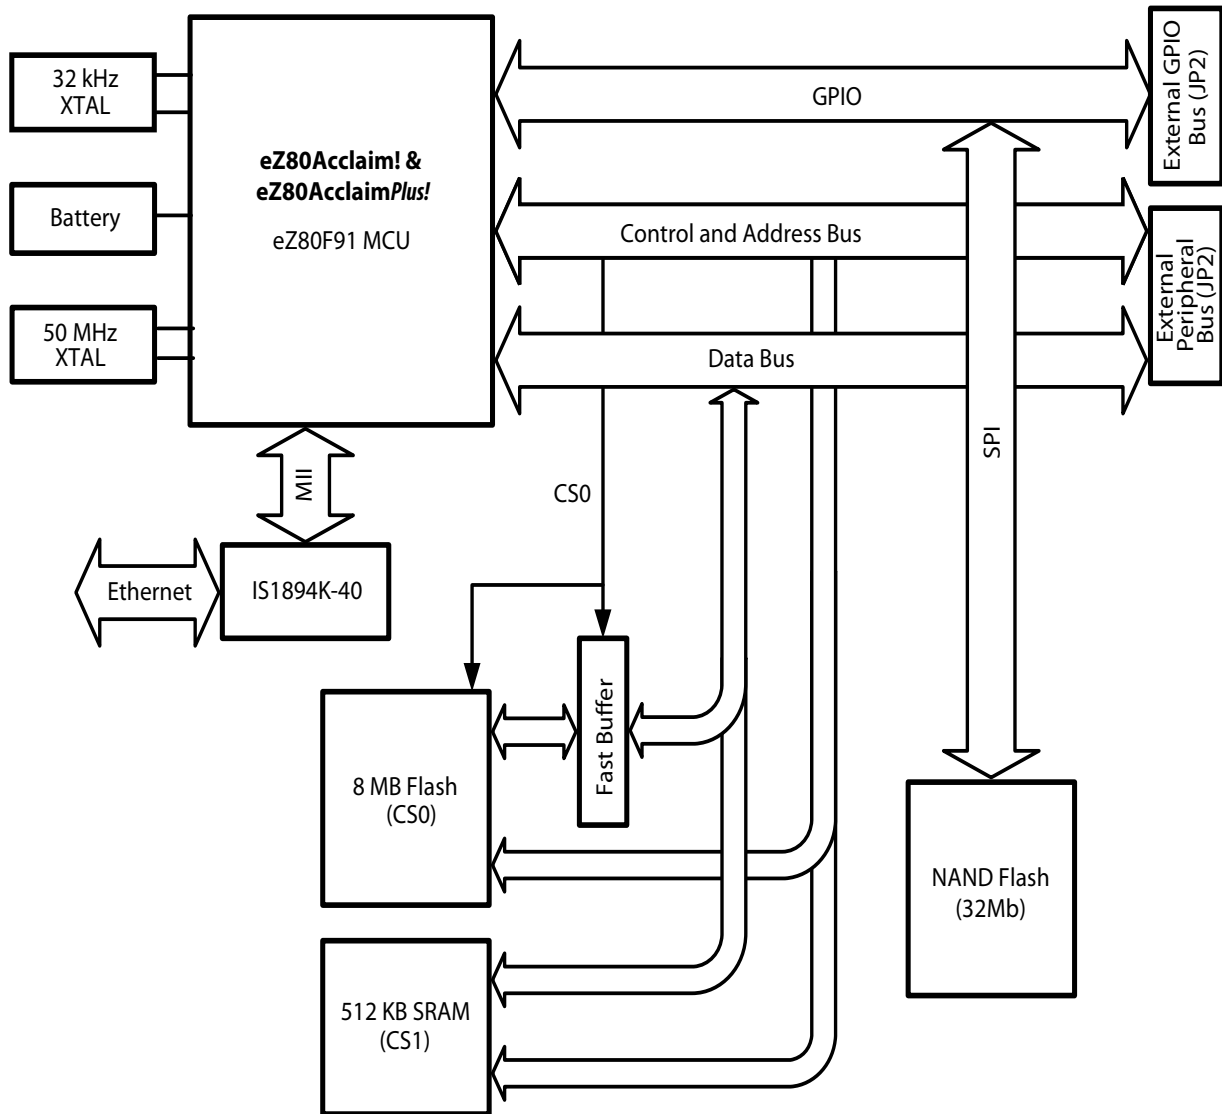 32 kHz
XTAL
Battery
50 MHz
XTAL
eZ80Acclaim! &
eZ80AcclaimPlus!
eZ80F91 MCU
GPIO
Control and Address Bus
Data Bus
External GPIO
Bus (JP2)
External
Peripheral
Bus (JP2)
SPI
MII
CS0
Ethernet
IS1894K-40
Fast Buffer
8 MB Flash
(CS0)
NAND Flash
(32Mb)
512 KB SRAM
(CS1)